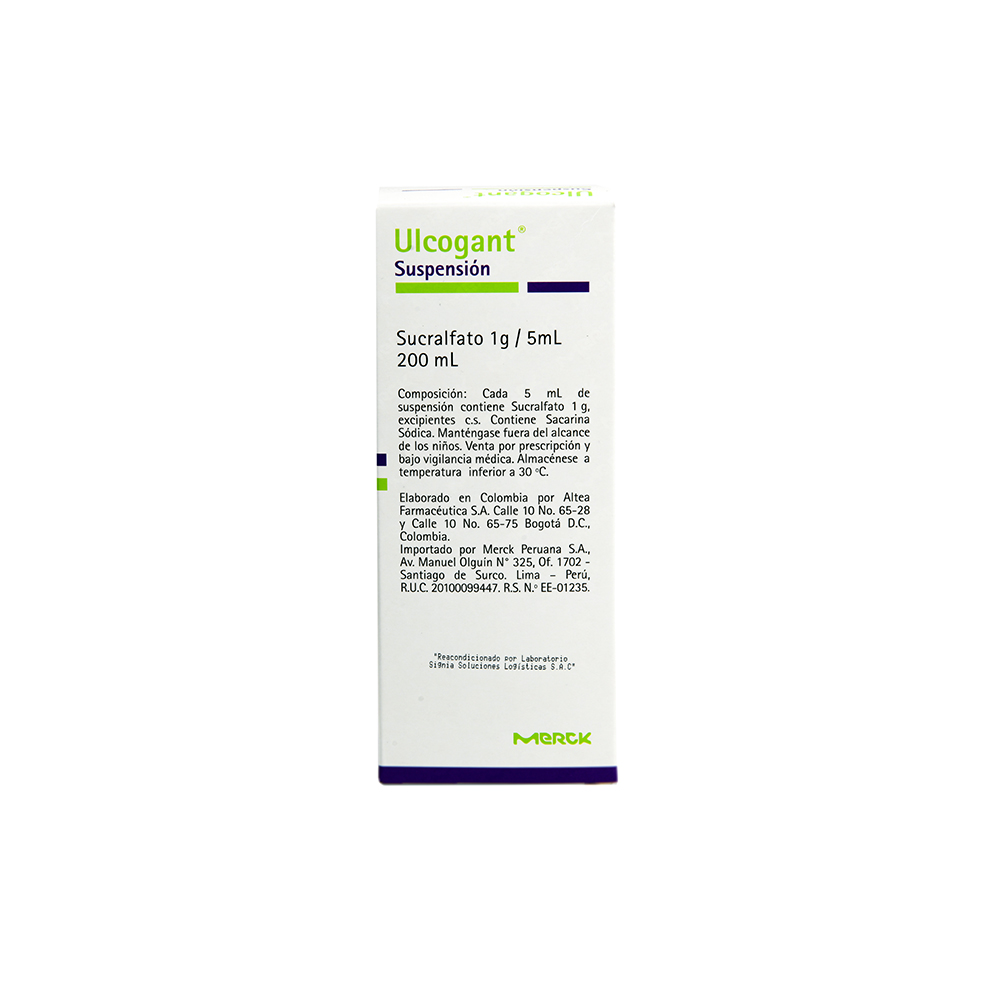 Ulcogant
Suspensión
Ulcogant®
Suspensión
Sucralfato 1g / 5mL
200 mL
Composición: Cada 5 mL de
suspensión contiene Sucralfato 1 g,
excipientes c.s. Contiene Sacarina
Sódica. Manténgase fuera del alcance
de los niños. Venta por prescripción y
bajo vigilancia médica. Almacénese a
temperatura inferior a 30 °C.
Elaborado en Colombia por Altea
Farmacéutica S.A. Calle 10 No. 65-28
y Calle 10 No. 65-75 Bogotá D.C.,
Colombia.
Importado por Merck Peruana S.A.,
Av. Manuel Olguín N° 325, Of. 1702 -
Santiago de Surco. Lima - Perú,
R.U.C. 20100099447. R.S. N.º EE-01235.
"Reacondicionado por Laboratorio
Signia Soluciones Logísticas S.A.C"
MERCK